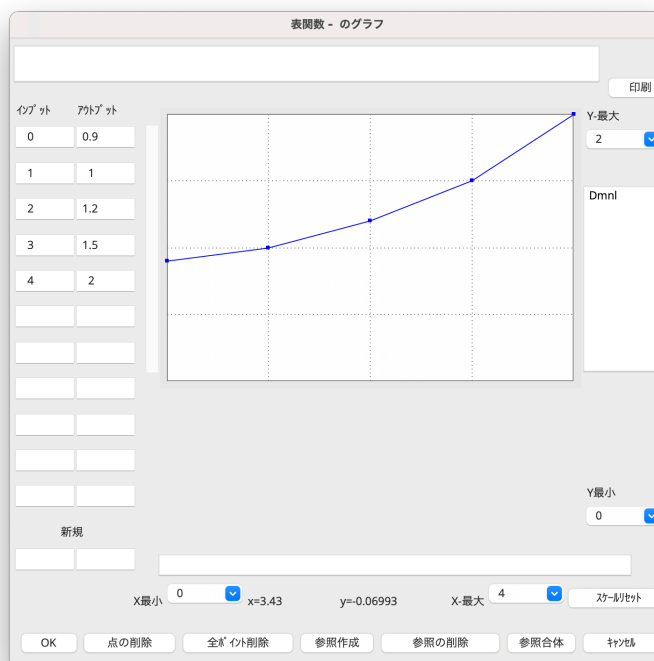 表関数 - のグラフ
印刷
ｲﾝﾌﾟｯﾄ ｱｳﾄﾌﾟｯﾄ
Y-最大
0 0.9
2
1 1
Dmnl
2 1.2
3 1.5
4 2
Y最小
0
新規
X最小 0 x=3.43 y=-0.06993 X-最大 4 ｽｹｰﾙﾘｾｯﾄ
OK 点の削除 全ﾎﾟｲﾝﾄ削除 参照作成 参照の削除 参照合体 ｷｬﾝｾﾙ